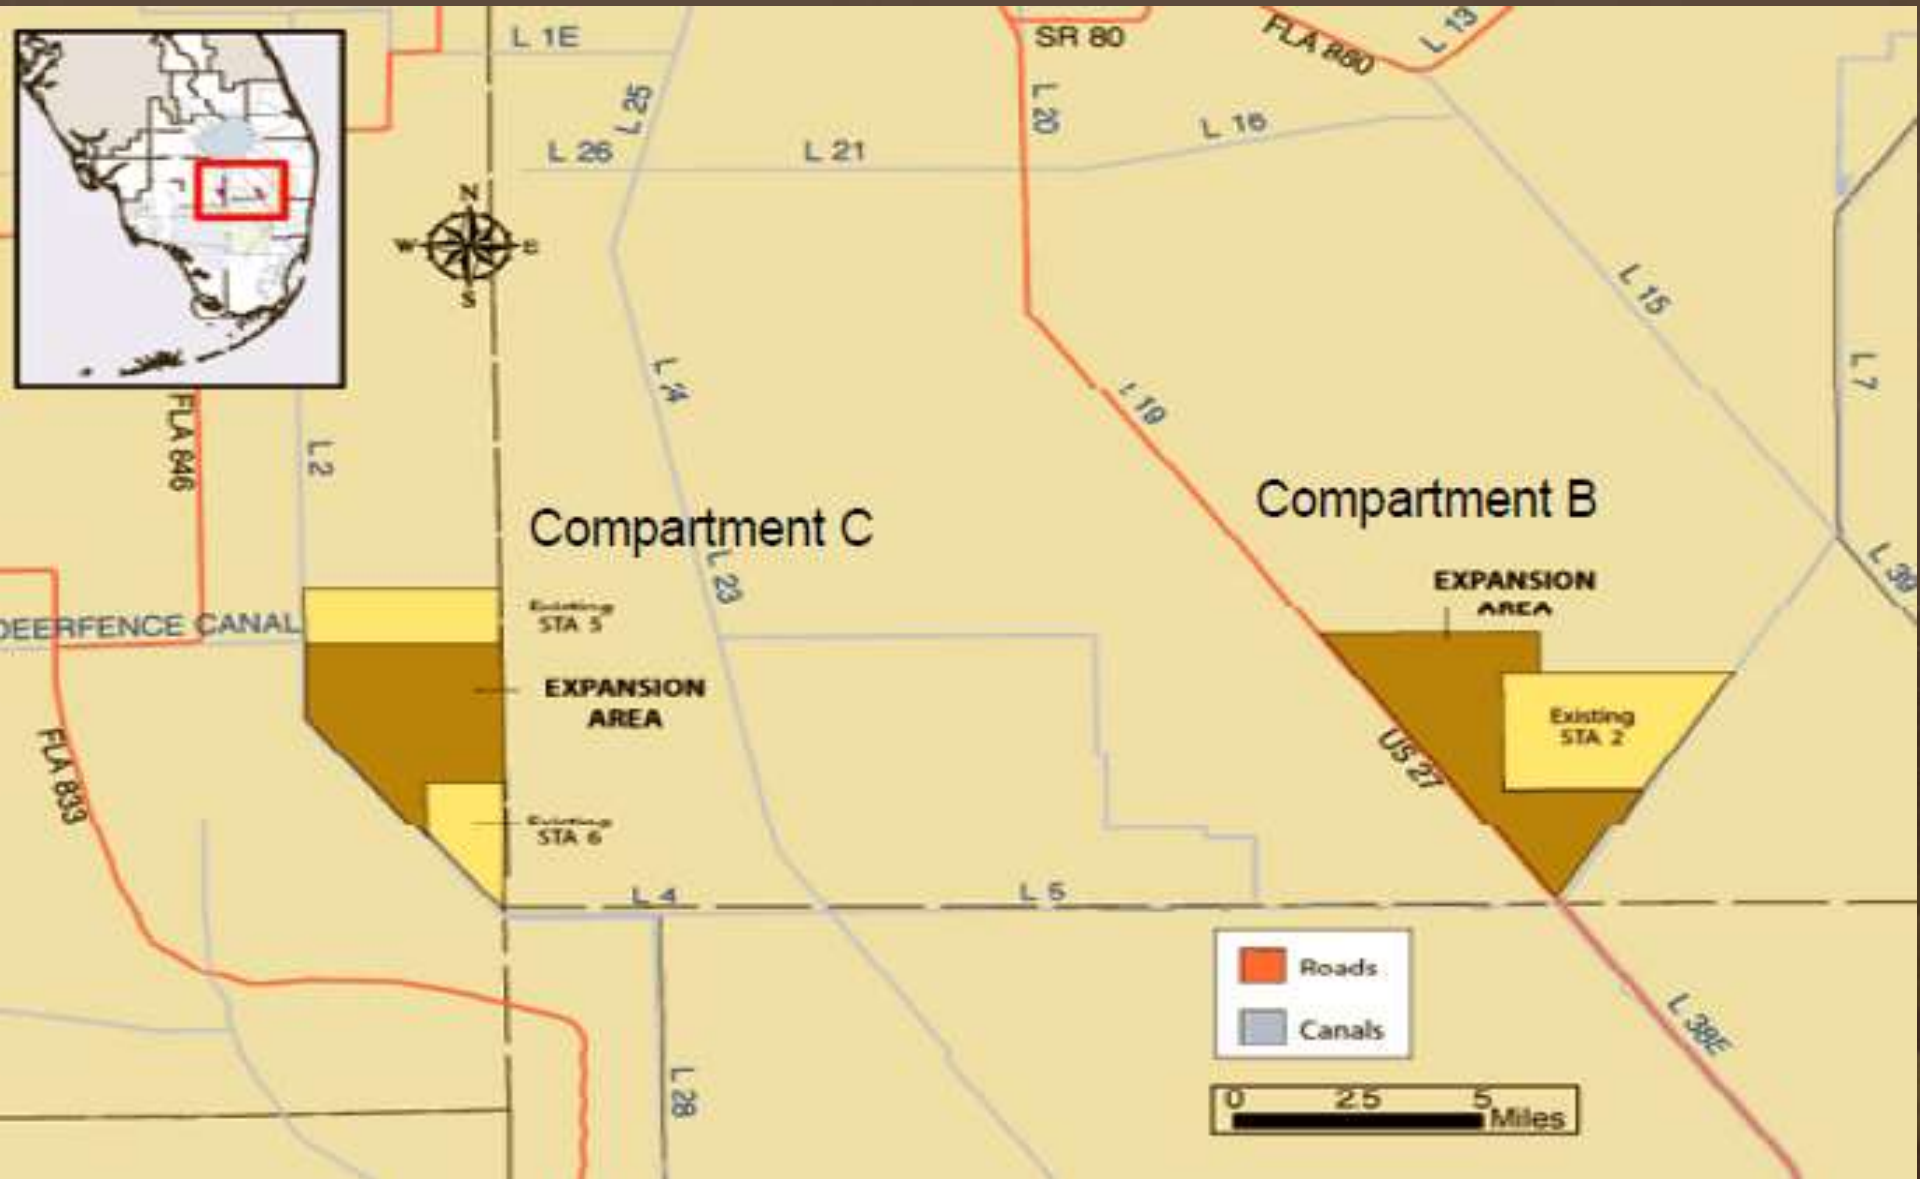 L 1E
SR 80
FLA 880
L 13
L 25
L 20
L 26
L 21
L 16
N
W
E
S
L 15
L 7
FLA 846
L 2
L 19
Compartment C
Compartment B
L 23
EXPANSION
AREA
L 39
Existing
STA 5
DEERFENCE CANAL
EXPANSION
AREA
Existing
STA 2
US 27
FLA 833
Existing
STA 6
L 4
L 5
Roads
Canals
L 38E
L 28
0 2.5 5
Miles